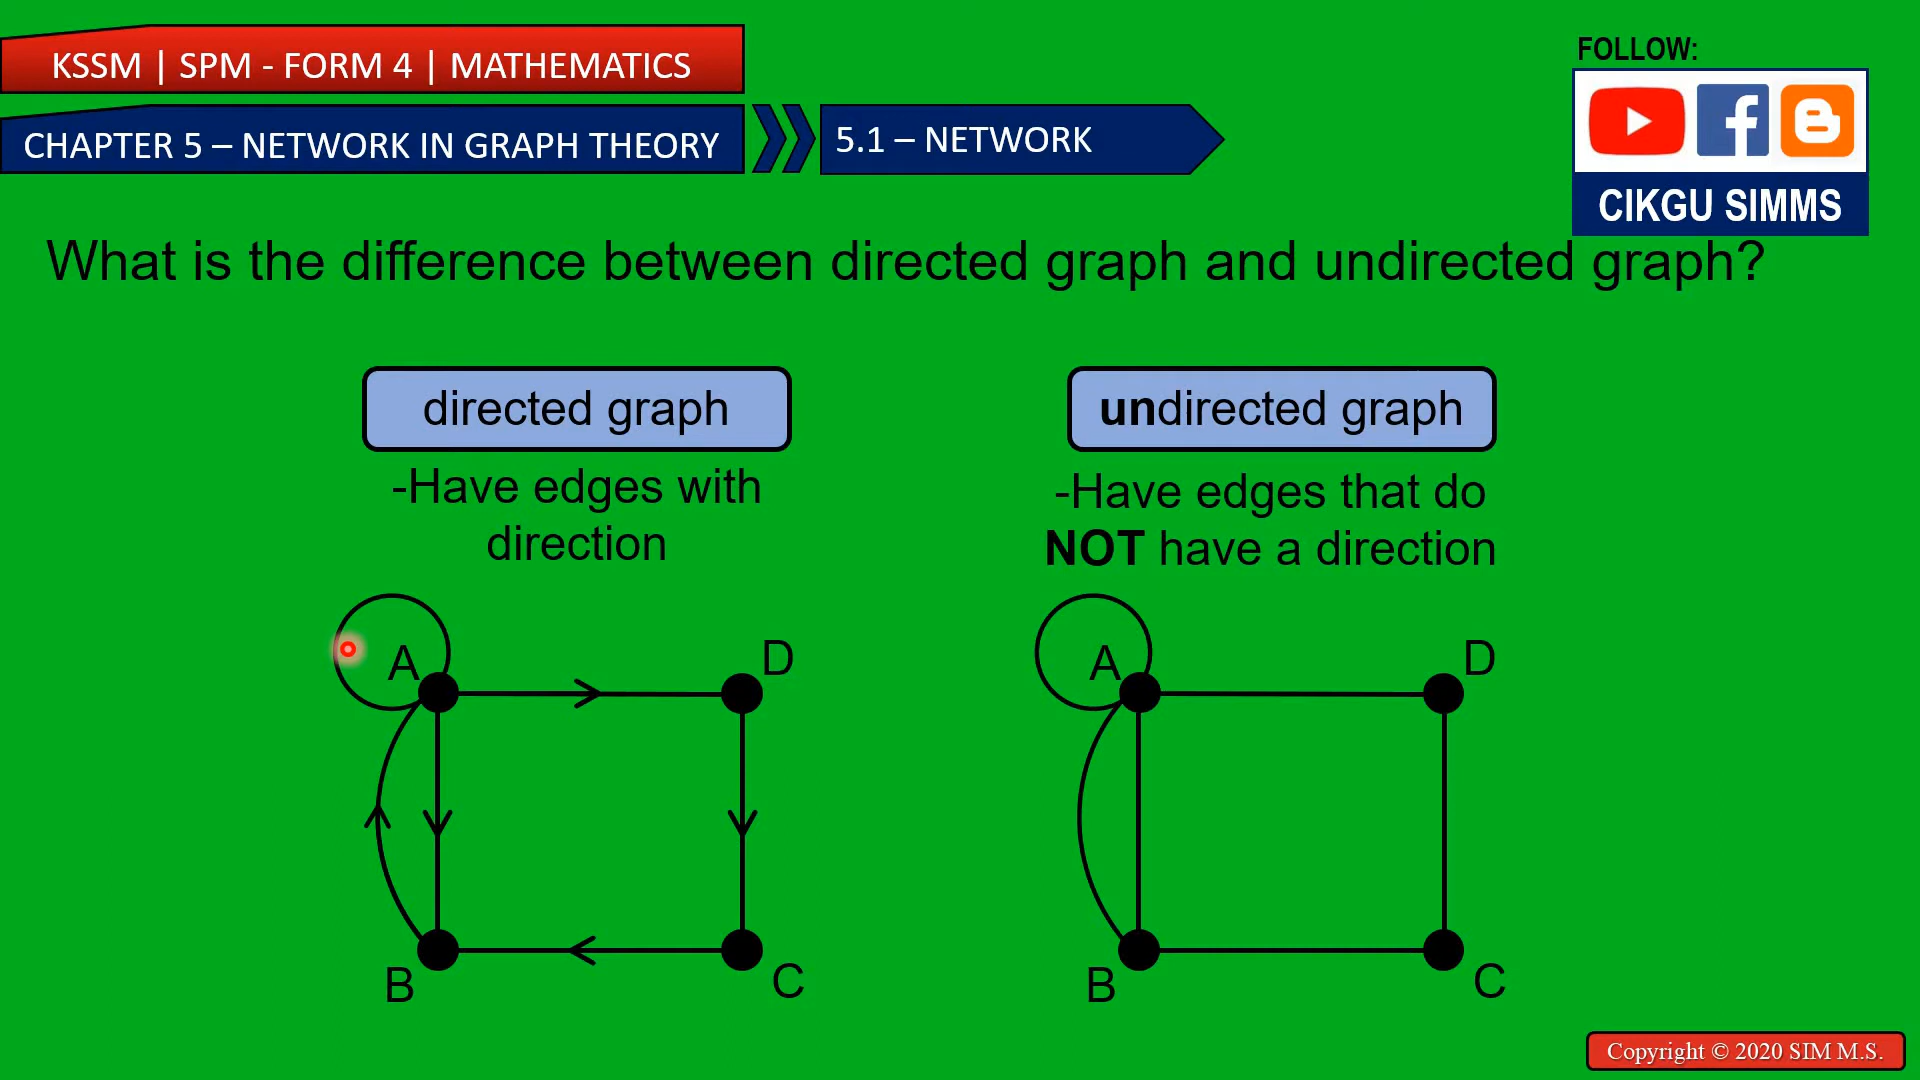 KSSM | SPM - FORM 4 | MATHEMATICS
CHAPTER 5 – NETWORK IN GRAPH THEORY
5.1 – NETWORK
FOLLOW:
CIKGU SIMMS
What is the difference between directed graph and undirected graph?
directed graph
-Have edges with
direction
A
D
B
C
undirected graph
-Have edges that do
NOT have a direction
A
D
B
C
Copyright © 2020 SIM M.S.